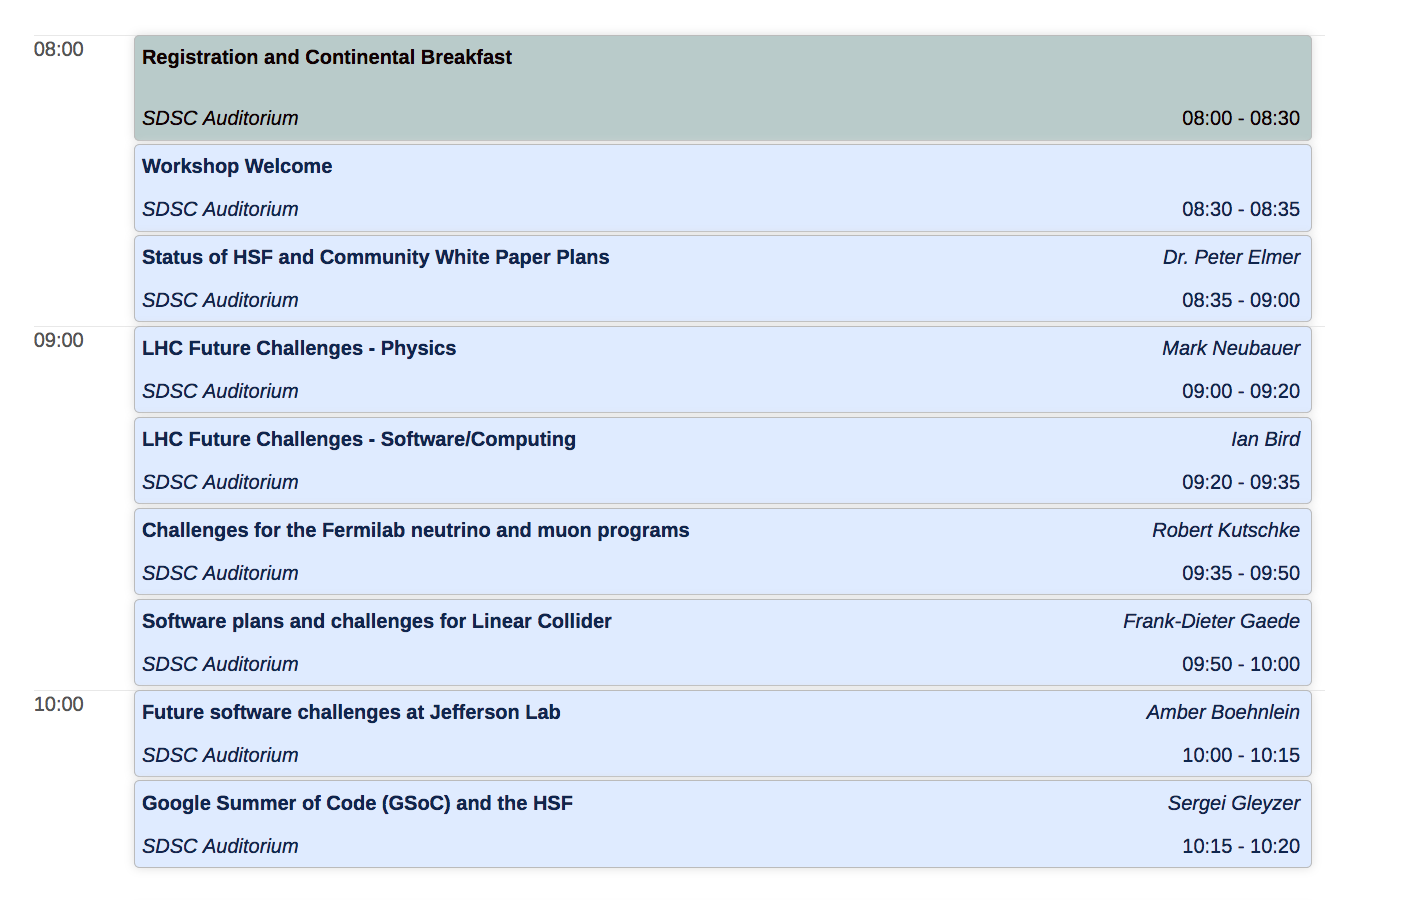 08:00
Registration and Continental Breakfast
SDSC Auditorium 08:00 - 08:30
Workshop Welcome
SDSC Auditorium 08:30 - 08:35
Status of HSF and Community White Paper Plans Dr. Peter Elmer
SDSC Auditorium 08:35 - 09:00
09:00
LHC Future Challenges - Physics Mark Neubauer
SDSC Auditorium 09:00 - 09:20
LHC Future Challenges - Software/Computing Ian Bird
SDSC Auditorium 09:20 - 09:35
Challenges for the Fermilab neutrino and muon programs Robert Kutschke
SDSC Auditorium 09:35 - 09:50
Software plans and challenges for Linear Collider Frank-Dieter Gaede
SDSC Auditorium 09:50 - 10:00
10:00
Future software challenges at Jefferson Lab Amber Boehnlein
SDSC Auditorium 10:00 - 10:15
Google Summer of Code (GSoC) and the HSF Sergei Gleyzer
SDSC Auditorium 10:15 - 10:20